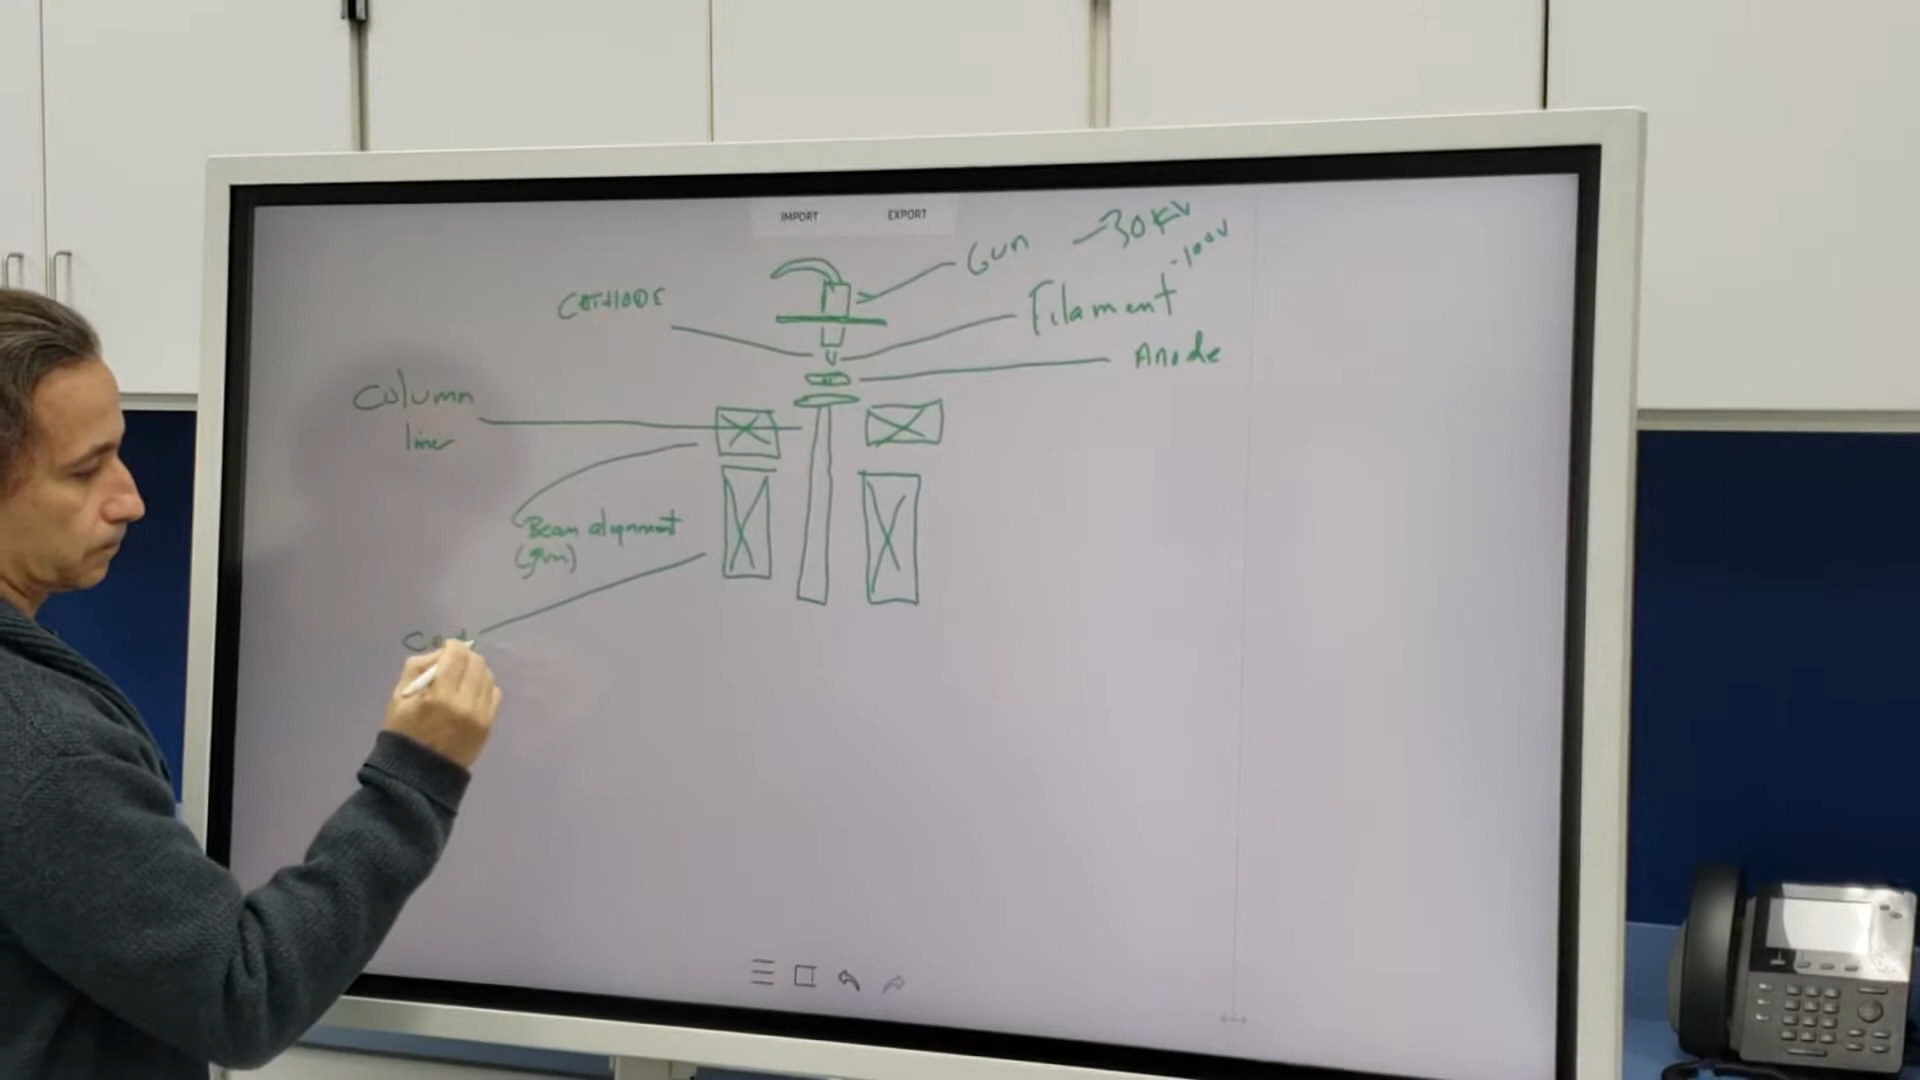 IMPORT EXPORT
Gun -30KV
-100V
CATHODE
Filament
Anode
Column
liner
Beam alignment
(gun)